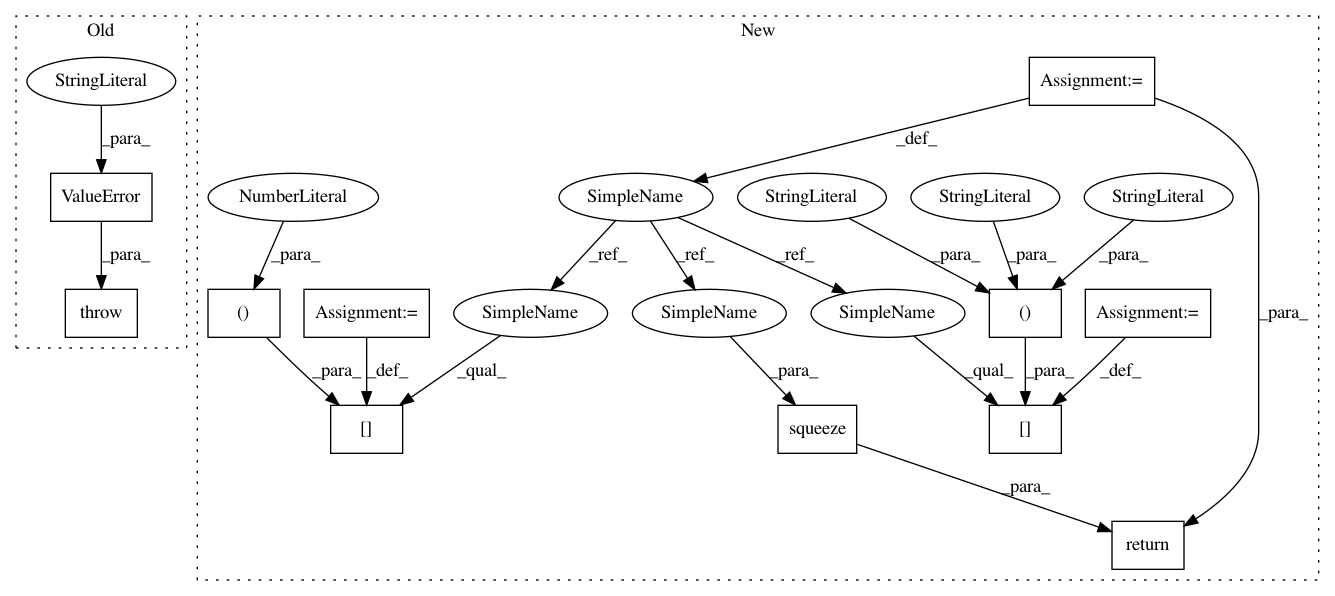 Old
New
StringLiteral
Assignment:=
_para_
_def_
ValueError
NumberLiteral
SimpleName
StringLiteral
StringLiteral
StringLiteral
_para_
_para_
_ref_
_ref_
_ref_
_para_
_para_
_para_
throw
()
Assignment:=
SimpleName
SimpleName
SimpleName
()
Assignment:=
_para_
_para_
_def_
_qual_
_para_
_qual_
_para_
_def_
[]
squeeze
[]
_para_
return